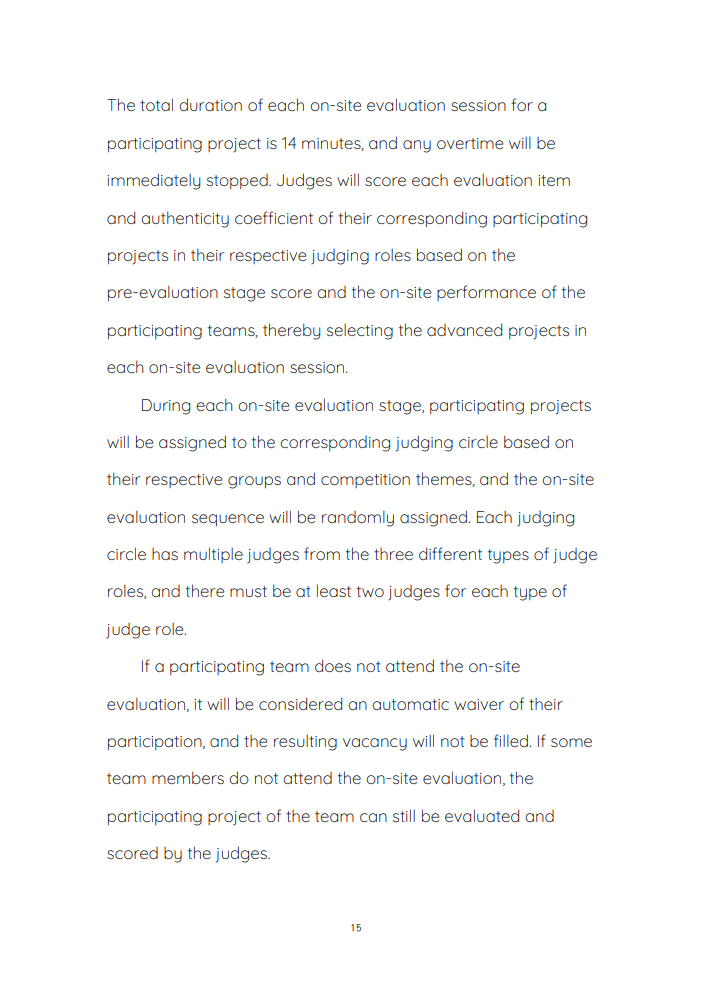 The total duration of each on-site evaluation session for a
participating project is 14 minutes, and any overtime will be
immediately stopped. Judges will score each evaluation item
and authenticity coefficient of their corresponding participating
projects in their respective judging roles based on the
pre-evaluation stage score and the on-site performance of the
participating teams, thereby selecting the advanced projects in
each on-site evaluation session.
During each on-site evaluation stage, participating projects
will be assigned to the corresponding judging circle based on
their respective groups and competition themes, and the on-site
evaluation sequence will be randomly assigned. Each judging
circle has multiple judges from the three different types of judge
roles, and there must be at least two judges for each type of
judge role.
If a participating team does not attend the on-site
evaluation, it will be considered an automatic waiver of their
participation, and the resulting vacancy will not be filled. If some
team members do not attend the on-site evaluation, the
participating project of the team can still be evaluated and
scored by the judges.
15